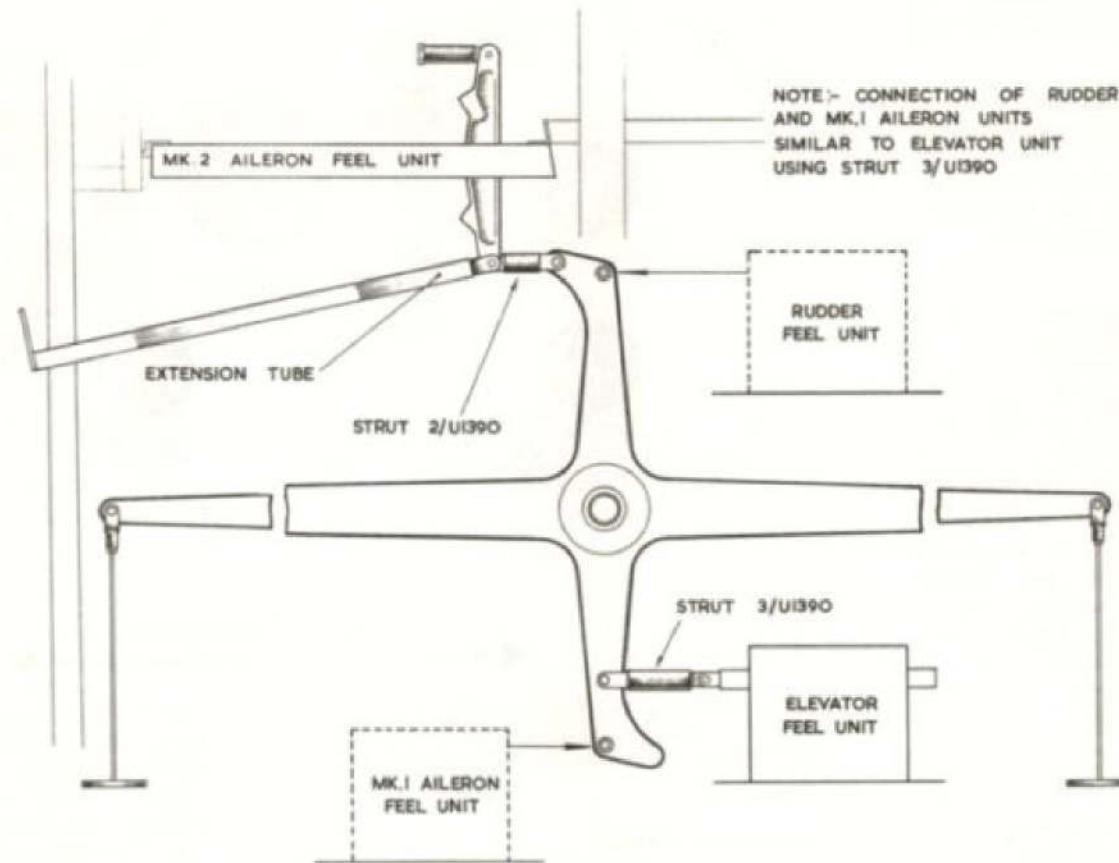 NOTE:- CONNECTION OF RUDDER
AND MK.1 AILERON UNITS
SIMILAR TO ELEVATOR UNIT
USING STRUT 3/U1390
MK.2 AILERON FEEL UNIT
RUDDER
FEEL UNIT
EXTENSION TUBE
STRUT 2/U1390
STRUT 3/U1390
ELEVATOR
FEEL UNIT
MK.1 AILERON
FEEL UNIT